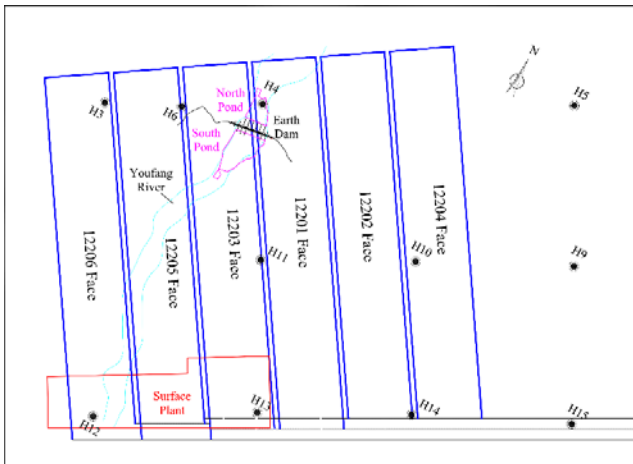 N
North
Pond
H4
H5
H3
H6
South
Pond
Earth
Dam
Youfang
River
12206 Face
12205 Face
12203 Face
12201 Face
12202 Face
12204 Face
H11
H10
H9
Surface
Plant
H12
H13
H14
H15